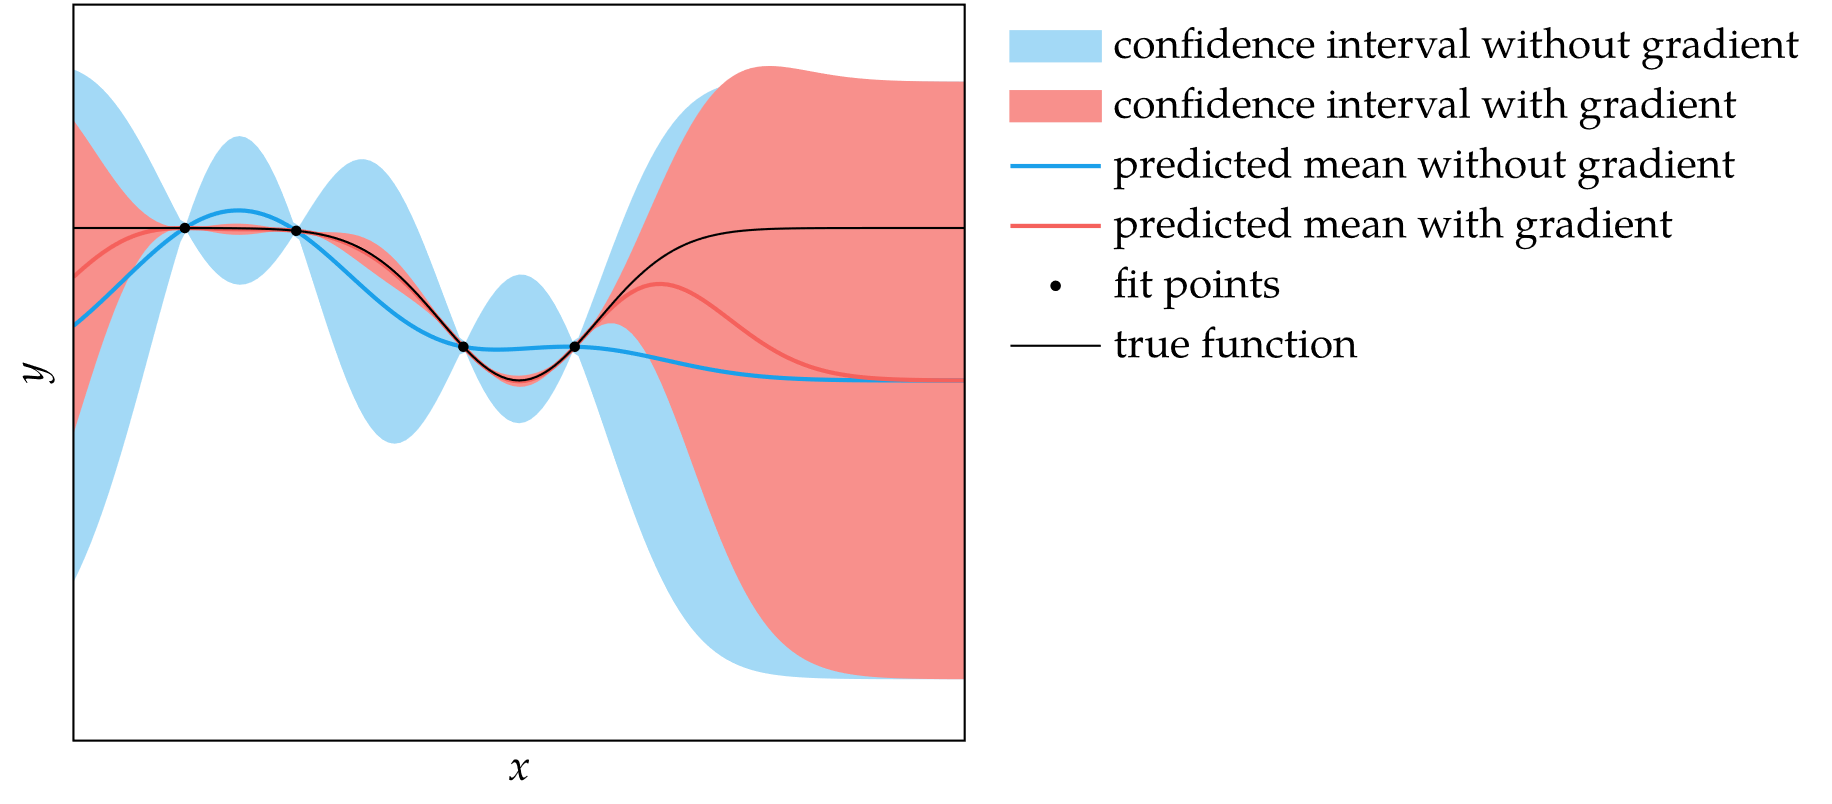 confidence interval without gradient
confidence interval with gradient
predicted mean without gradient
predicted mean with gradient
fit points
true function
y
x